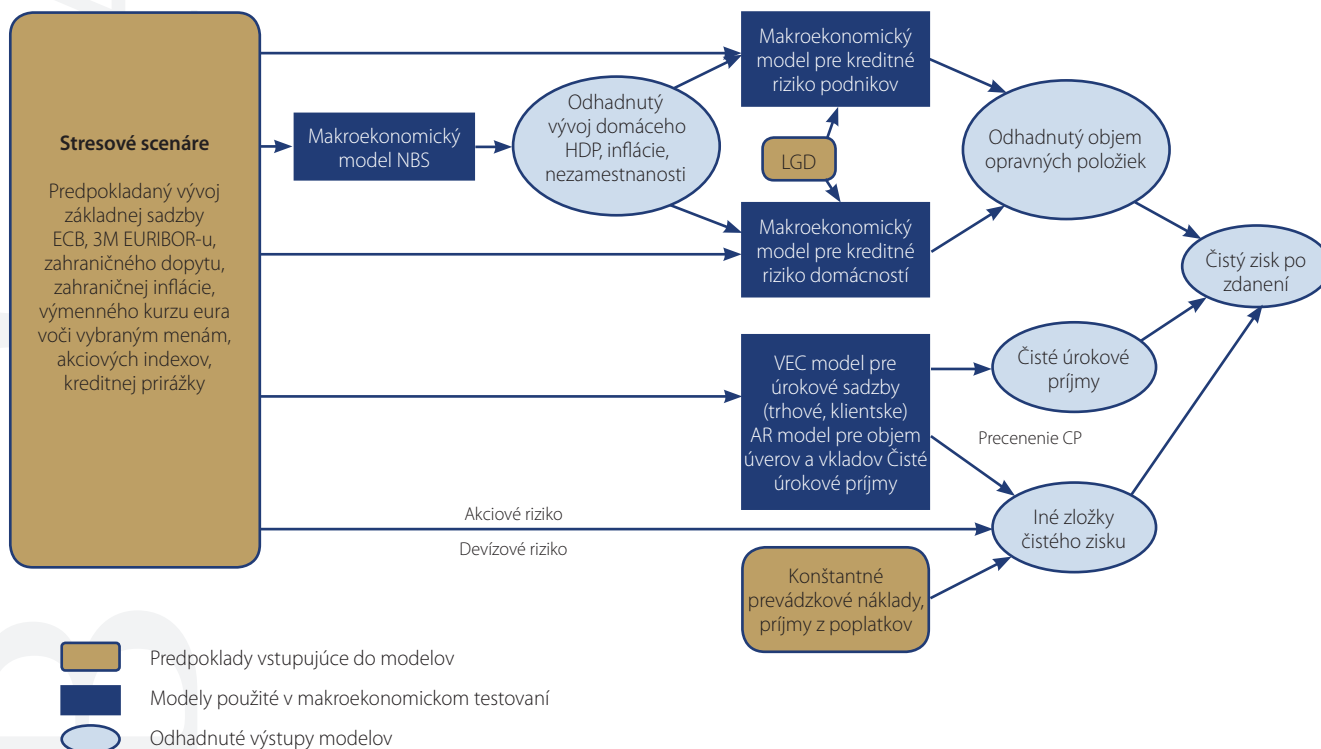 Stresové scenáre
Predpokladaný vývoj
základnej sadzby
ECB, 3M EURIBOR-u,
zahraničného dopytu,
zahraničnej inflácie,
výmenného kurzu eura
voči vybraným menám,
akciových indexov,
kreditnej prirážky
Makroekonomický
model NBS
Odhadnutý
vývoj domáceho
HDP, inflácie,
nezamestnanosti
Makroekonomický
model pre kreditné
riziko podnikov
LGD
Makroekonomický
model pre kreditné
riziko domácností
Odhadnutý objem
opravných položiek
Čistý zisk po
zdanení
VEC model pre
úrokové sadzby
(trhové, klientske)
AR model pre objem
úverov a vkladov Čisté
úrokové príjmy
Čisté úrokové
príjmy
Precenenie CP
Akciové riziko
Devízové riziko
Iné zložky
čistého zisku
Konštantné
prevádzkové náklady,
príjmy z poplatkov
Predpoklady vstupujúce do modelov
Modely použité v makroekonomickom testovaní
Odhadnuté výstupy modelov